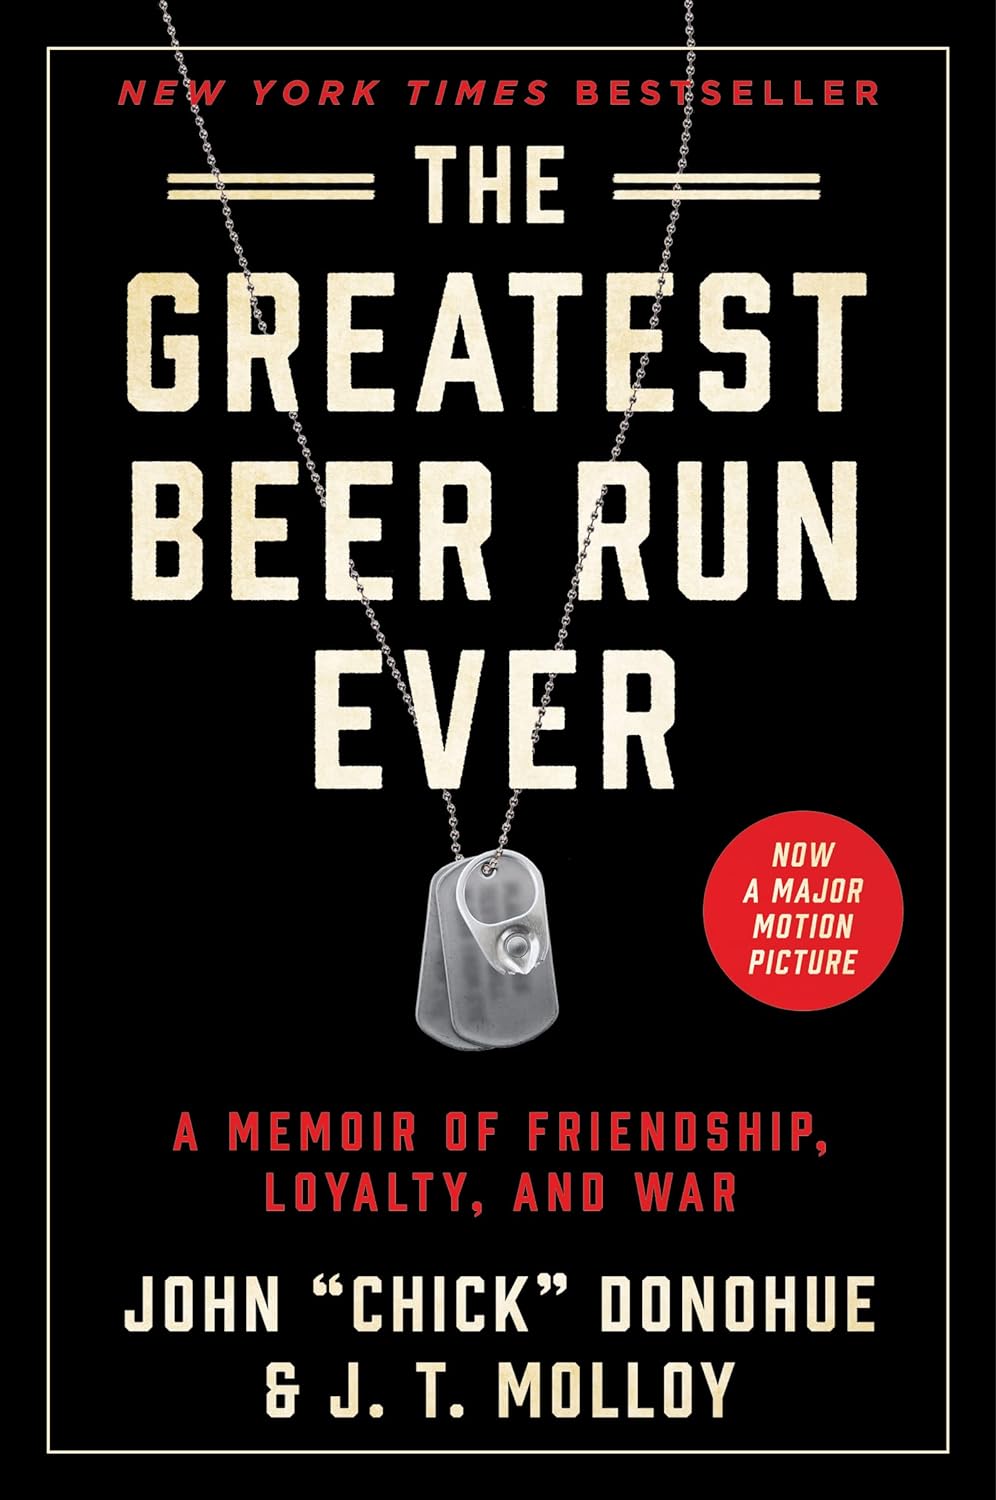 NEW YORK TIMES BESTSELLER
THE
GREATEST
BEER RUN
EVER
NOW
A MAJOR
MOTION
PICTURE
A MEMOIR OF FRIENDSHIP,
LOYALTY, AND WAR
JOHN “CHICK” DONOHUE
& J. T. MOLLOY